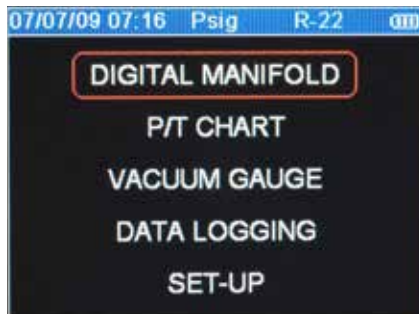 07/07/09 07:16 Psig R-22
DIGITAL MANIFOLD
P/T CHART
VACUUM GAUGE
DATA LOGGING
SET-UP